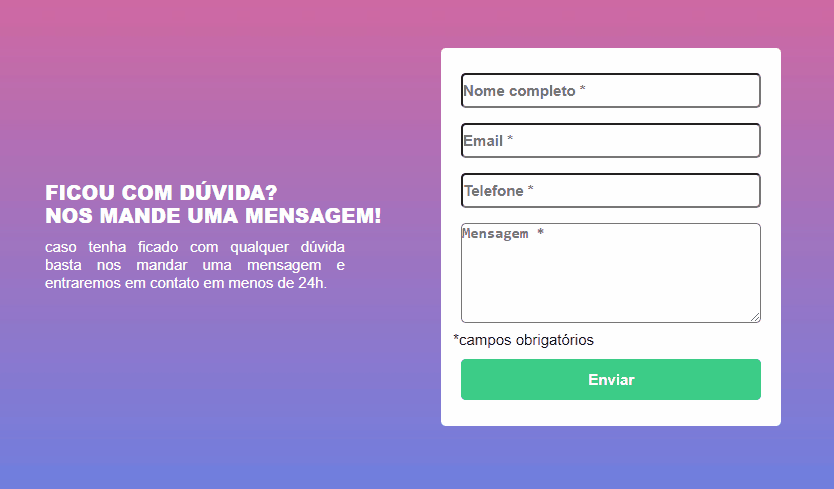 FICOU COM DÚVIDA?
NOS MANDE UMA MENSAGEM!
caso tenha ficado com qualquer dúvida
basta nos mandar uma mensagem e
entraremos em contato em menos de 24h.
Nome completo *
Email *
Telefone *
Mensagem *
*campos obrigatórios
Enviar